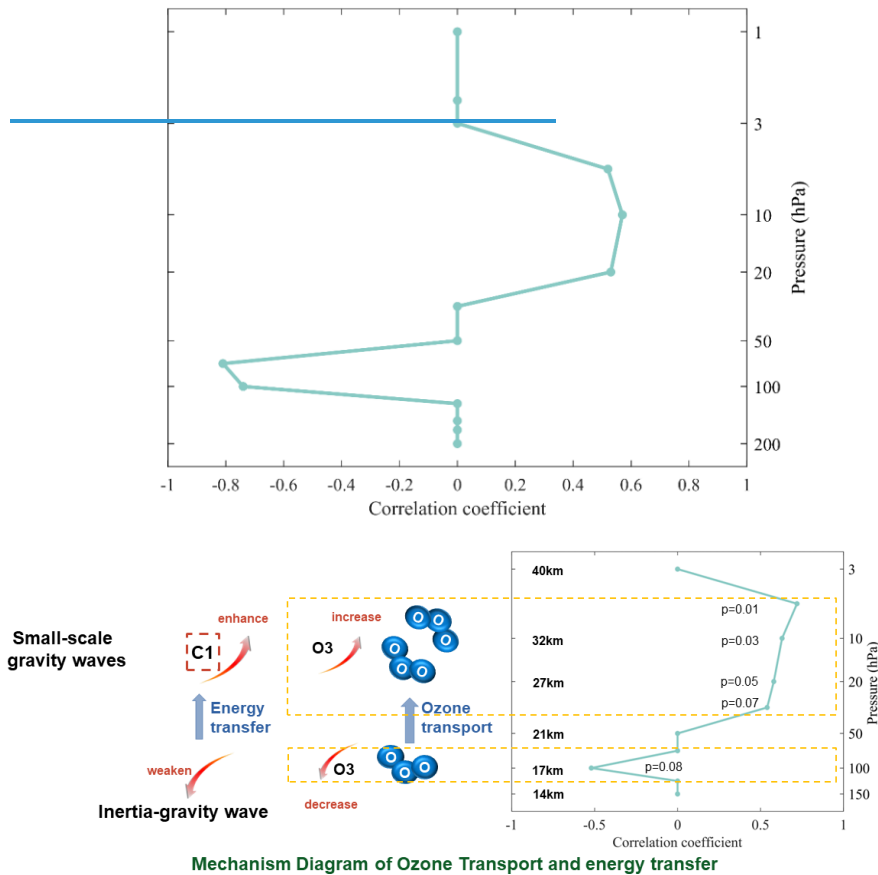 1
3
10
20
50
100
200
Pressure (hPa)
-1 -0.8 -0.6 -0.4 -0.2 0 0.2 0.4 0.6 0.8 1
Correlation coefficient
Small-scale
gravity waves
C1
enhance
Energy
transfer
weaken
Inertia-gravity wave
increase
O3
O O O
O O O
Ozone
transport
O3
O O O
decrease
40km
3
p=0.01
32km
p=0.03
10
27km
p=0.05
20
p=0.07
21km
50
17km
p=0.08
100
14km
150
Pressure (hPa)
-1 -0.5 0 0.5 1
Correlation coefficient
Mechanism Diagram of Ozone Transport and energy transfer